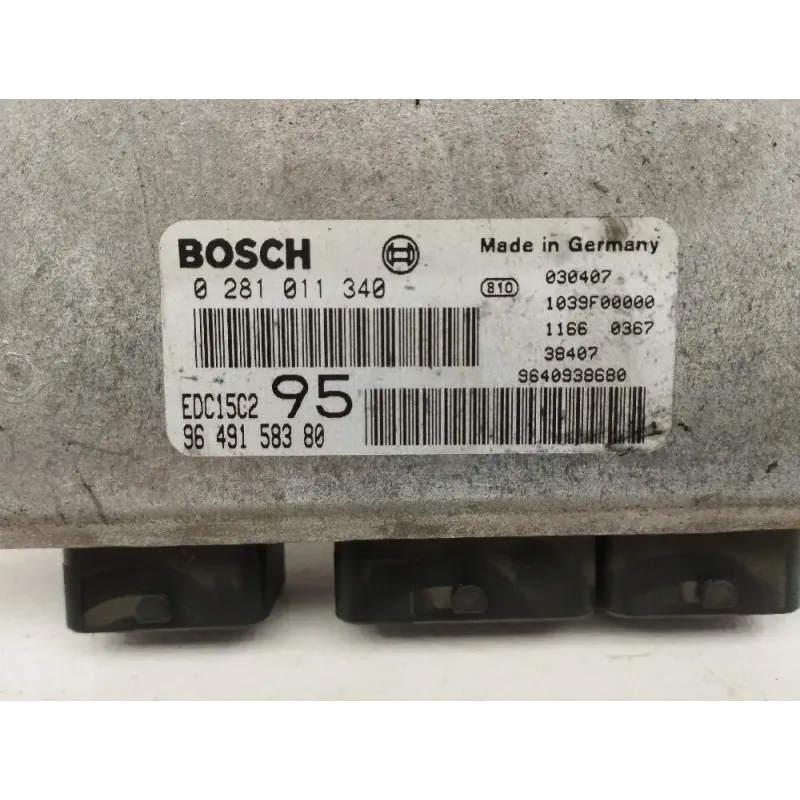 BOSCH
Made in Germany
0 281 011 340
810
030407
1039F00000
1166 0367
38407
9640938680
EDC15C2 95
96 491 583 80